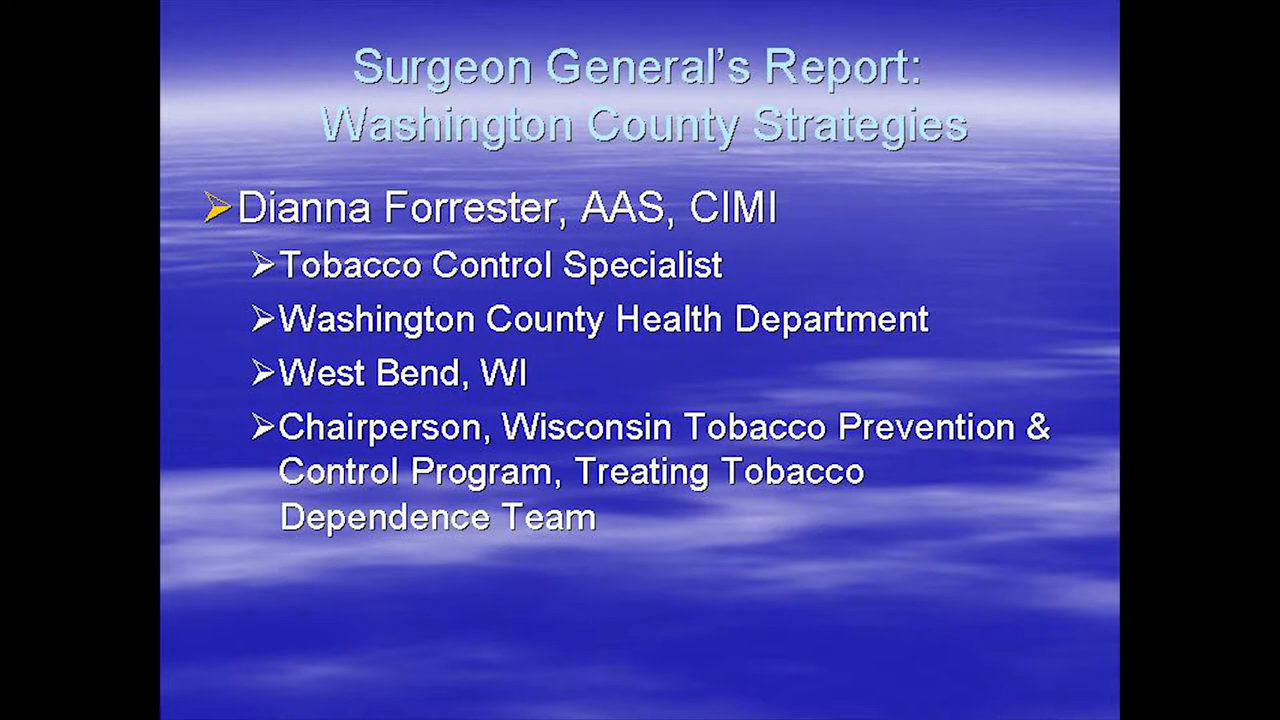 Surgeon General's Report:
Washington County Strategies
Dianna Forrester, AAS, CIMI
Tobacco Control Specialist
Washington County Health Department
West Bend, WI
Chairperson, Wisconsin Tobacco Prevention &
Control Program, Treating Tobacco
Dependence Team